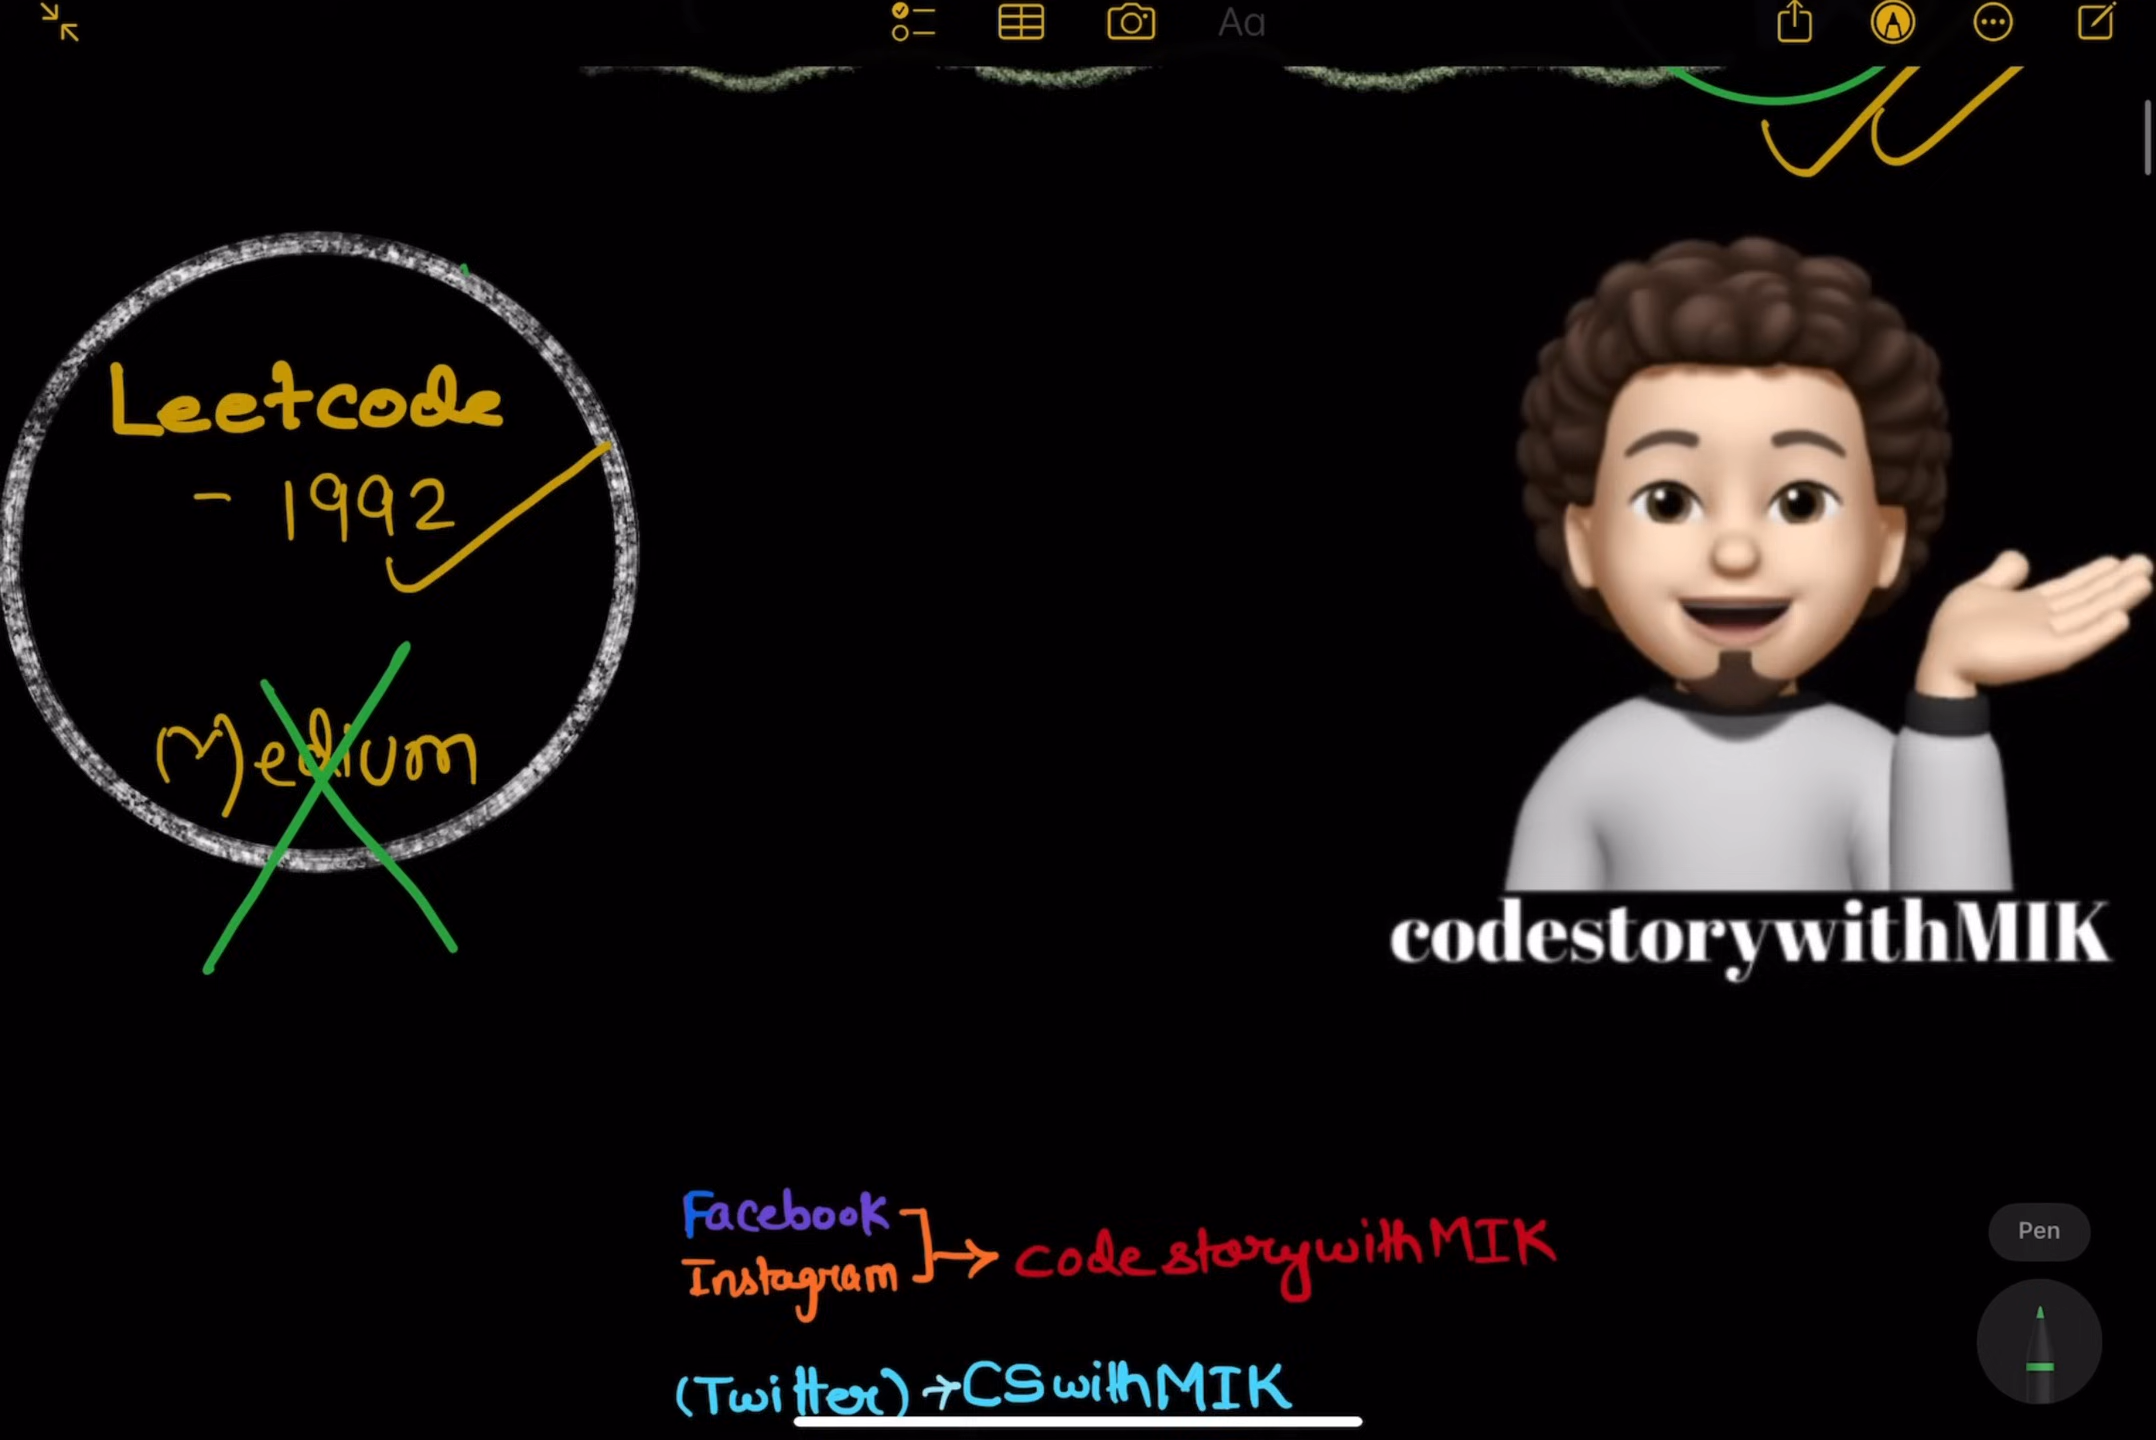 Aa
Leetcode
- 1992
Medium
codestorywithMIK
Facebook
Instagram → codestorywithMIK
(Twitter) → CSwithMIK
Pen